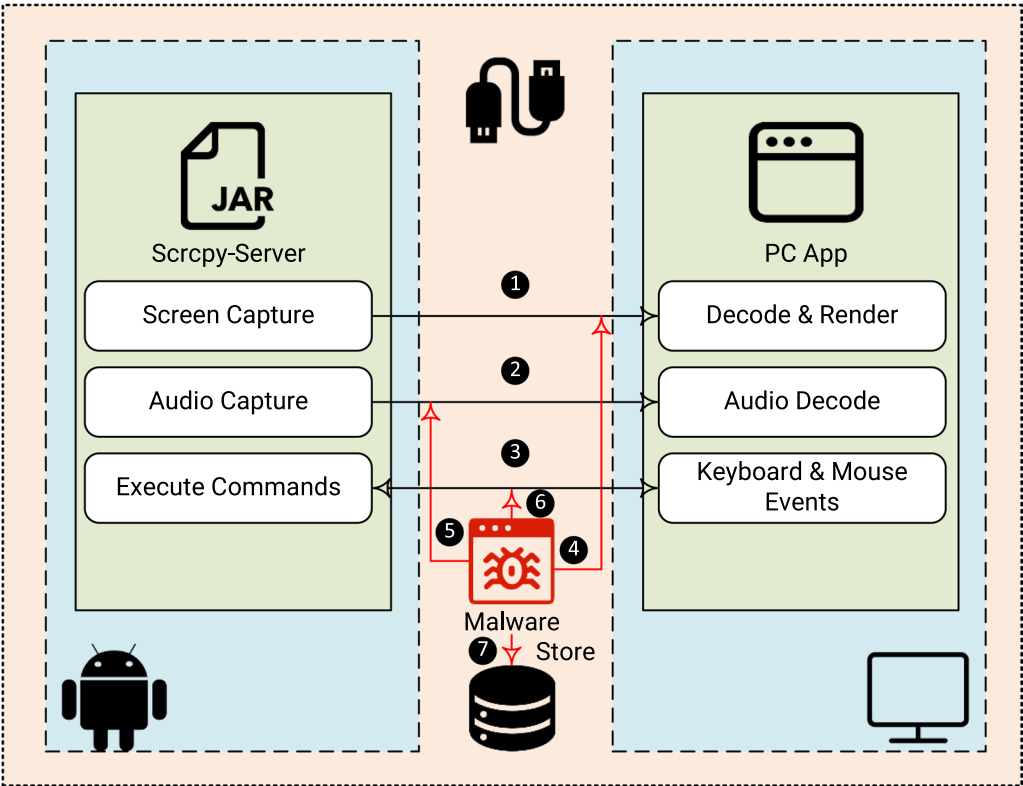 JAR
Scrcpy-Server
PC App
1
Screen Capture
Decode & Render
2
Audio Capture
Audio Decode
3
Execute Commands
Keyboard & Mouse
Events
6
5
4
Malware
7
Store